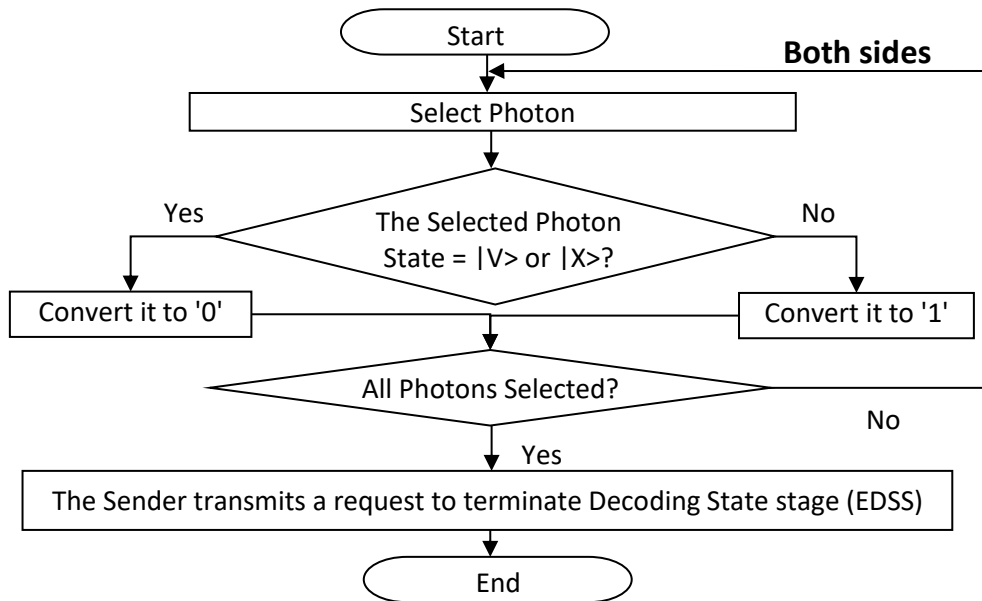 Start
Both sides
Select Photon
Yes
No
The Selected Photon
State = |V> or |X>?
Convert it to '0'
Convert it to '1'
All Photons Selected?
No
Yes
The Sender transmits a request to terminate Decoding State stage (EDSS)
End